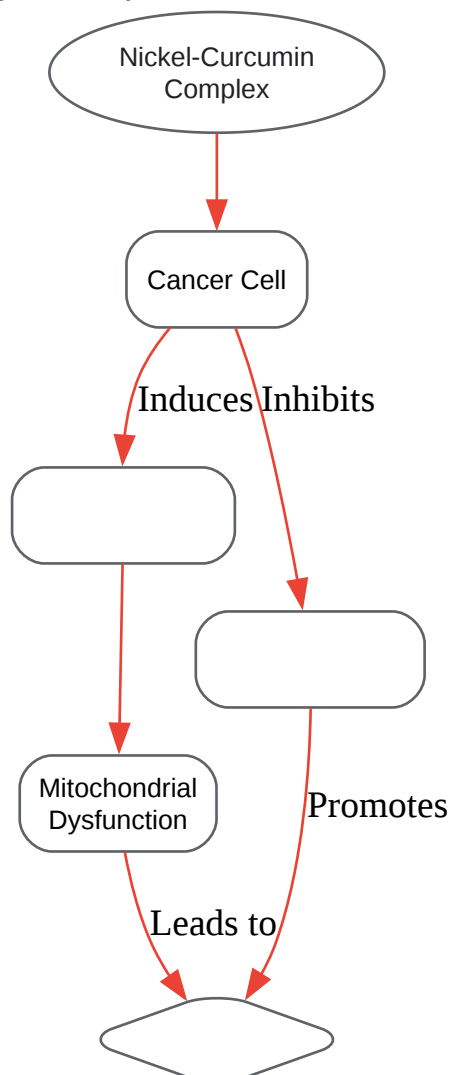 Nickel-Curcumin
Complex
Cancer Cell
Induces Inhibits
Mitochondrial
Dysfunction
Promotes
Leads to